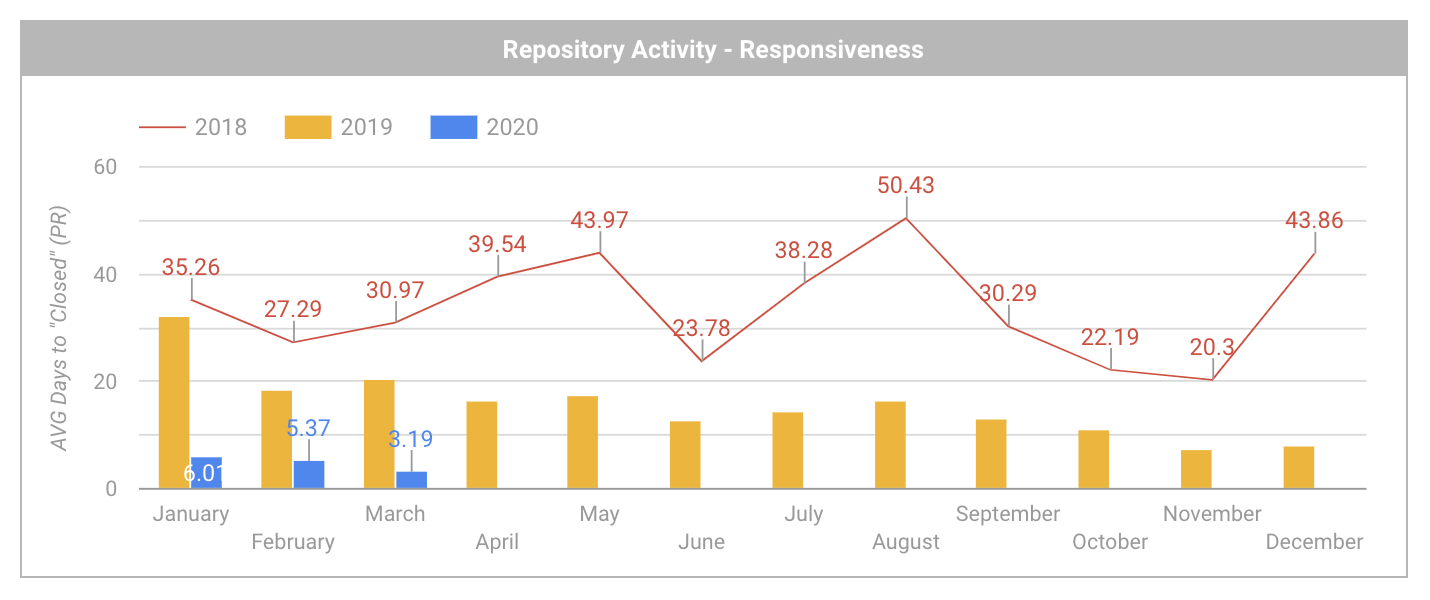 Repository Activity - Responsiveness
2018 2019 2020
AVG Days to "Closed" (PR)
60
40
20
0
35.26
27.29
30.97
39.54
43.97
23.78
38.28
50.43
30.29
22.19
20.3
43.86
6.01
5.37
3.19
January
February
March
April
May
June
July
August
September
October
November
December